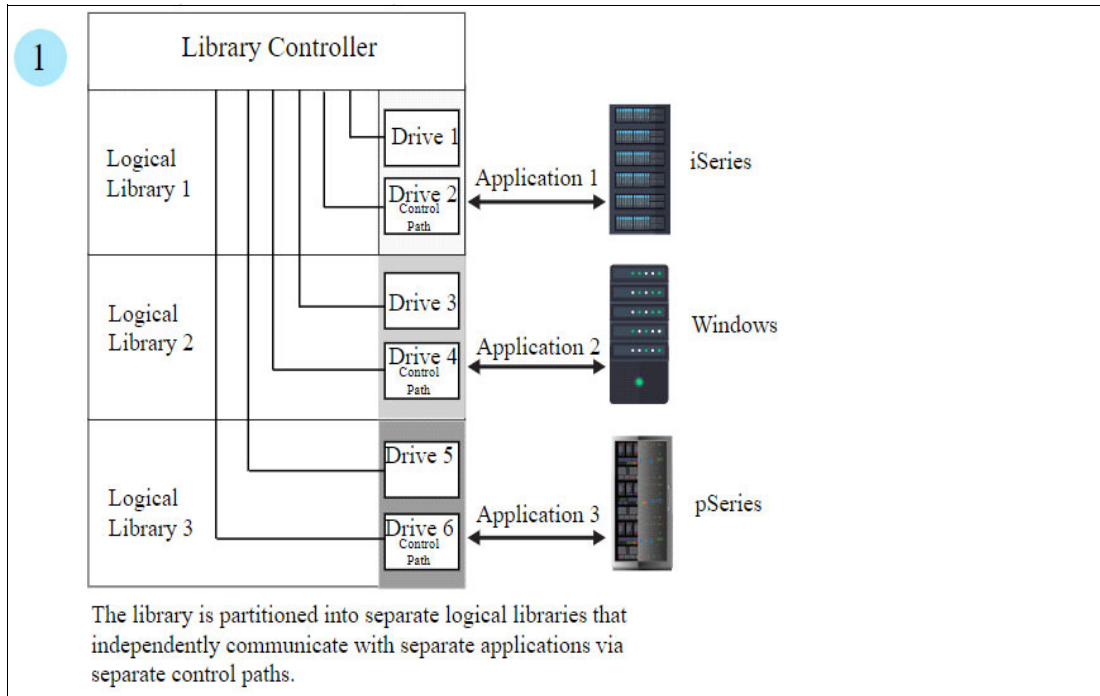 1
Library Controller
Logical
Library 1
Drive 1
Drive 2
Control
Path
Application 1
iSeries
Logical
Library 2
Drive 3
Drive 4
Control
Path
Application 2
Windows
Logical
Library 3
Drive 5
Drive 6
Control
Path
Application 3
pSeries
The library is partitioned into separate logical libraries that
independently communicate with separate applications via
separate control paths.